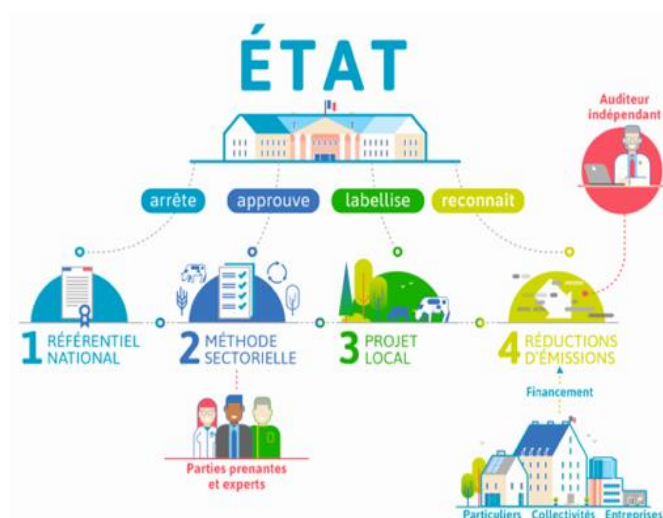 ÉTAT
Auditeur
indépendant
arrête
approuve
labellise
reconnaît
1 RÉFÉRENTIEL
NATIONAL
2 MÉTHODE
SECTORIELLE
3 PROJET
LOCAL
4 RÉDUCTIONS
D'ÉMISSIONS
Financement
Parties prenantes
et experts
Particuliers Collectivités Entreprises